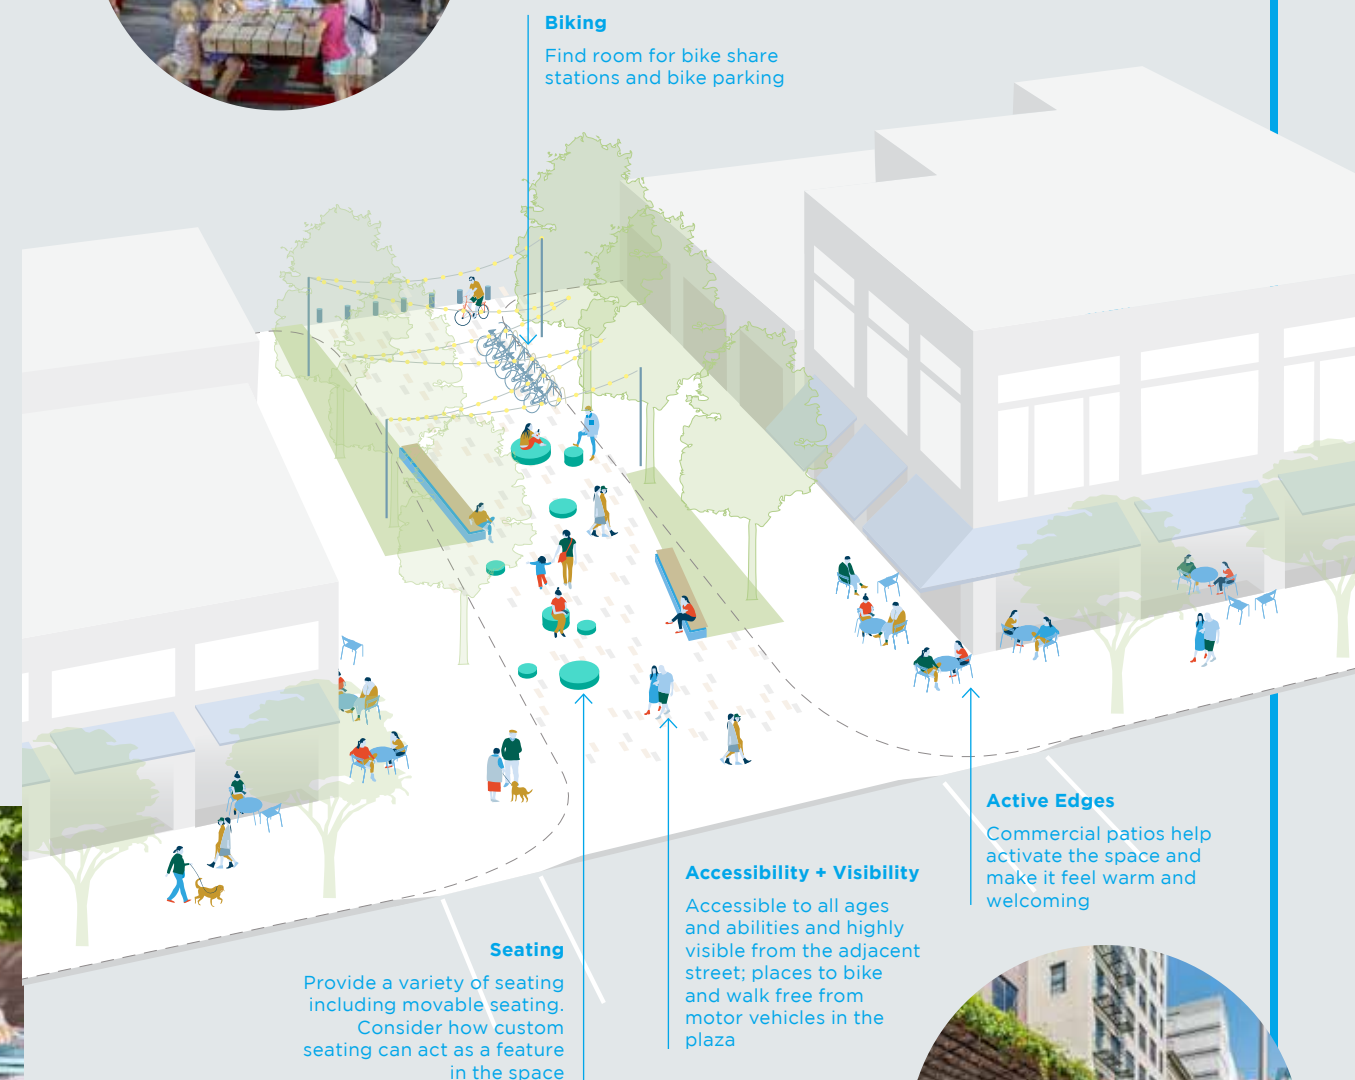 Biking
Find room for bike share
stations and bike parking
Active Edges
Commercial patios help
activate the space and
make it feel warm and
welcoming
Accessibility + Visibility
Accessible to all ages
and abilities and highly
visible from the adjacent
street; places to bike
and walk free from
motor vehicles in the
plaza
Seating
Provide a variety of seating
including movable seating.
Consider how custom
seating can act as a feature
in the space